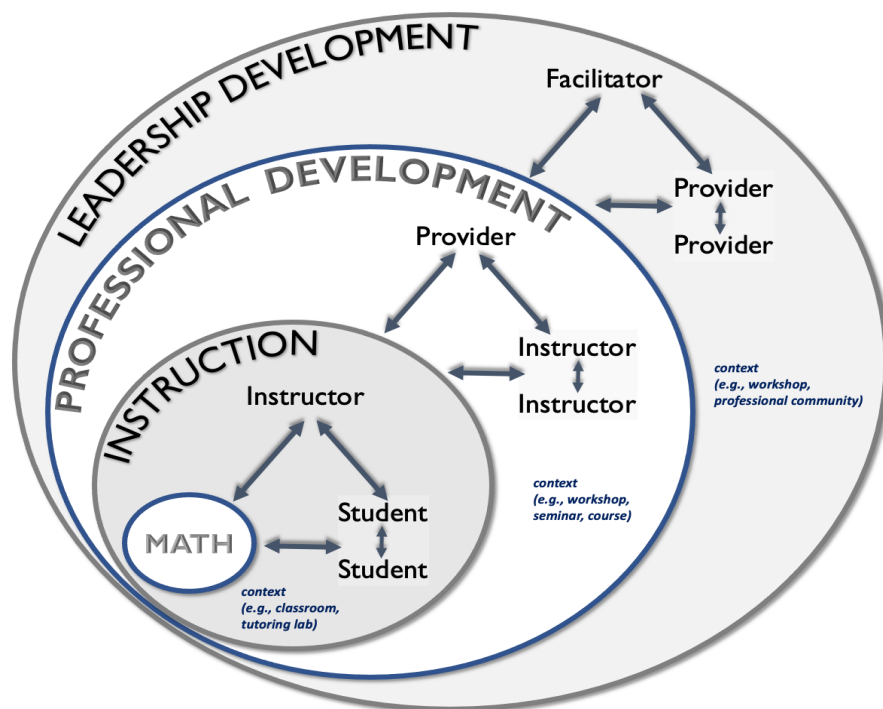 LEADERSHIP DEVELOPMENT
Facilitator
Provider
Provider
context
(e.g., workshop,
professional community)
PROFESSIONAL DEVELOPMENT
Provider
Instructor
Instructor
context
(e.g., workshop,
seminar, course)
INSTRUCTION
Instructor
Student
Student
MATH
context
(e.g., classroom,
tutoring lab)